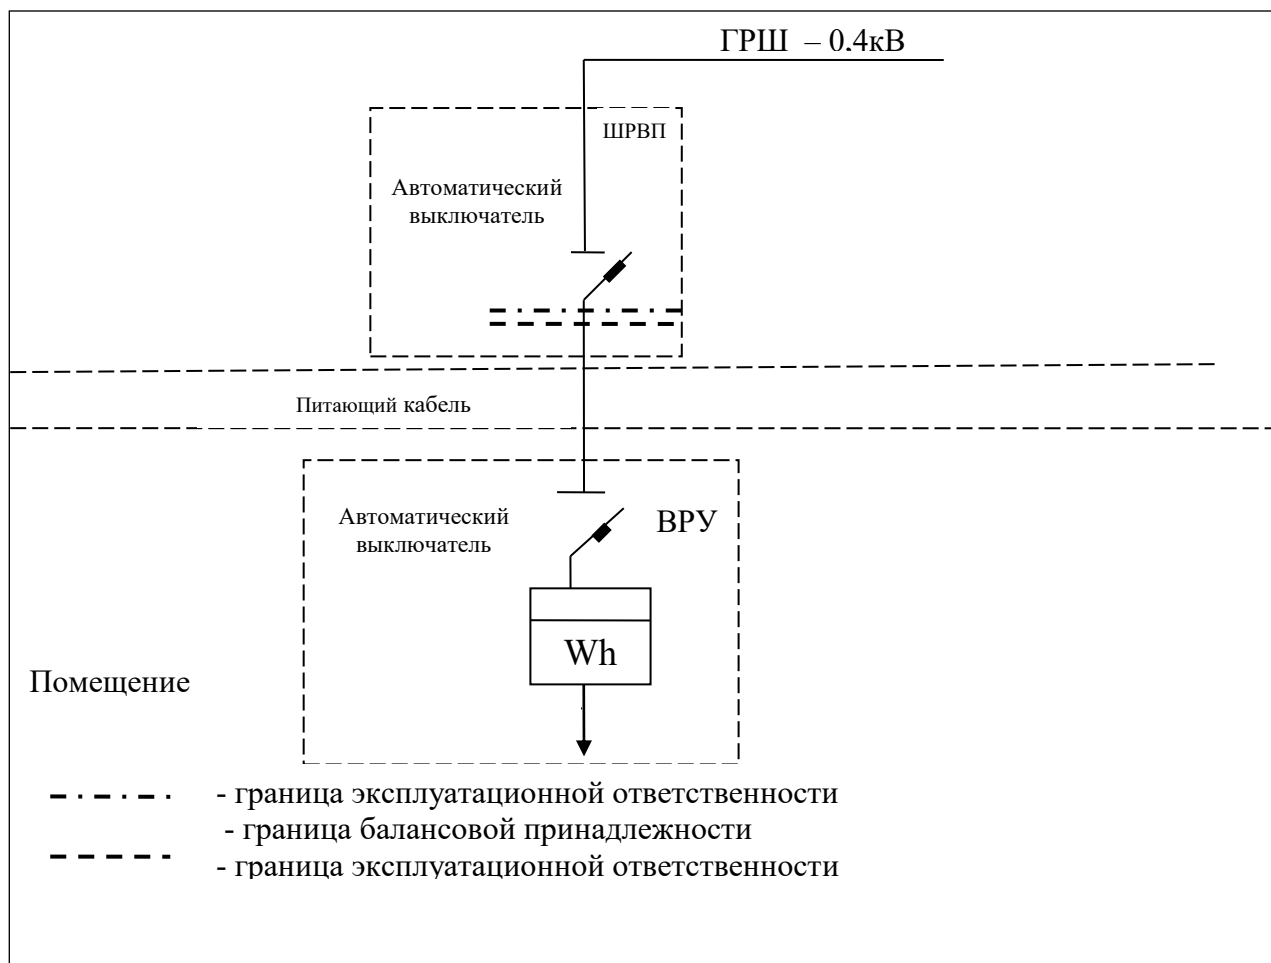 ГРШ – 0.4кВ
ШРВП
Автоматический
выключатель
Питающий кабель
Автоматический
выключатель
ВРУ
Wh
Помещение
- граница эксплуатационной ответственности
- граница балансовой принадлежности
- граница эксплуатационной ответственности